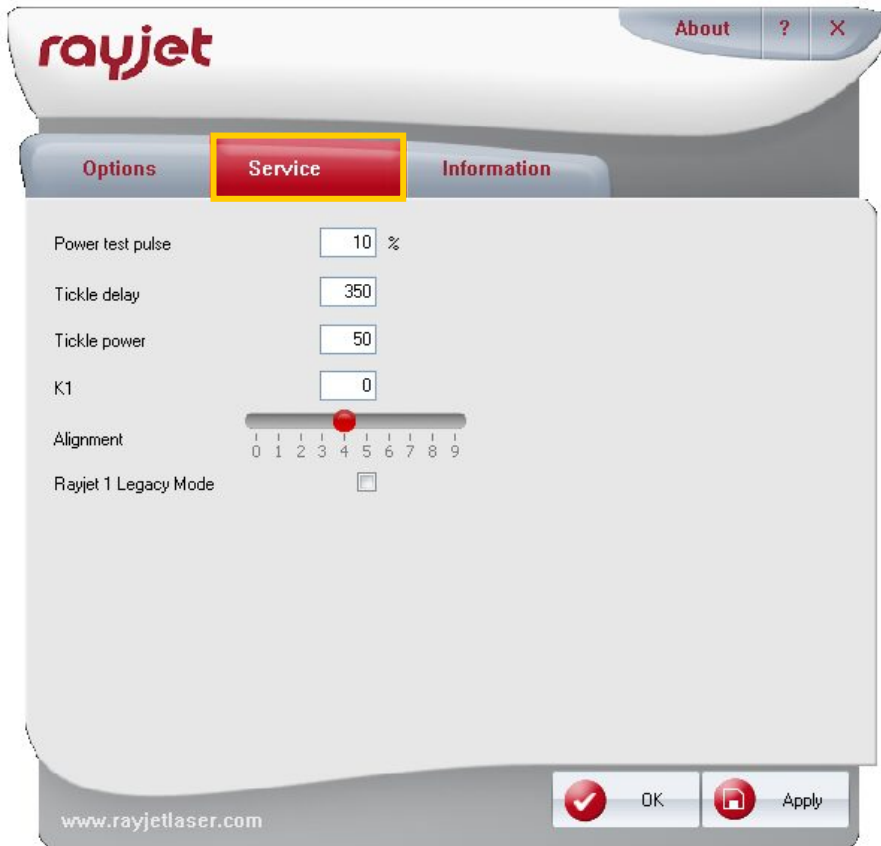 rayjet
About ? X
Options Service Information
Power test pulse 10 %
Tickle delay 350
Tickle power 50
K1 0
Alignment
0 1 2 3 4 5 6 7 8 9
Rayjet 1 Legacy Mode
www.rayjetlaser.com
OK Apply